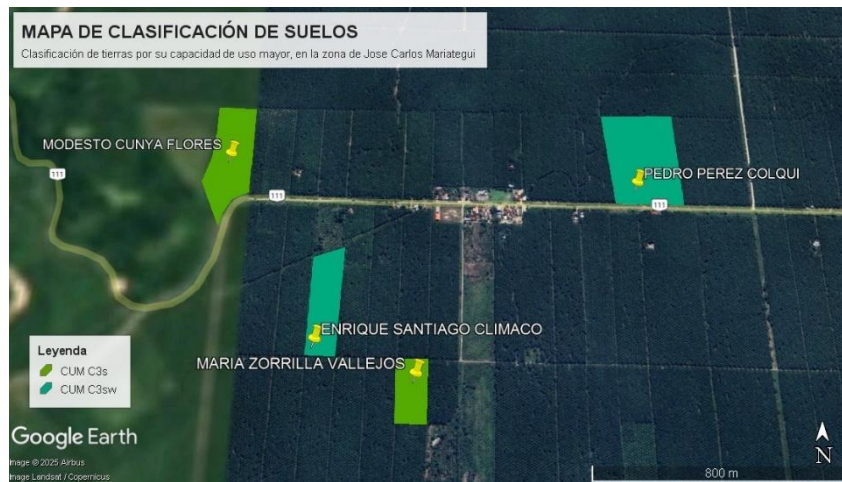 MAPA DE CLASIFICACIÓN DE SUELOS
Clasificación de tierras por su capacidad de uso mayor, en la zona de Jose Carlos Mariategui
MODESTO CUNYA FLORES
PEDRO PEREZ COLQUI
111
111
111
ENRIQUE SANTIAGO CLIMACO
MARIA ZORRILLA VALLEJOS
Leyenda
CUM C3s
CUM C3sw
Google Earth
Image © 2025 Airbus
Image Landsat / Copernicus
N
800 m